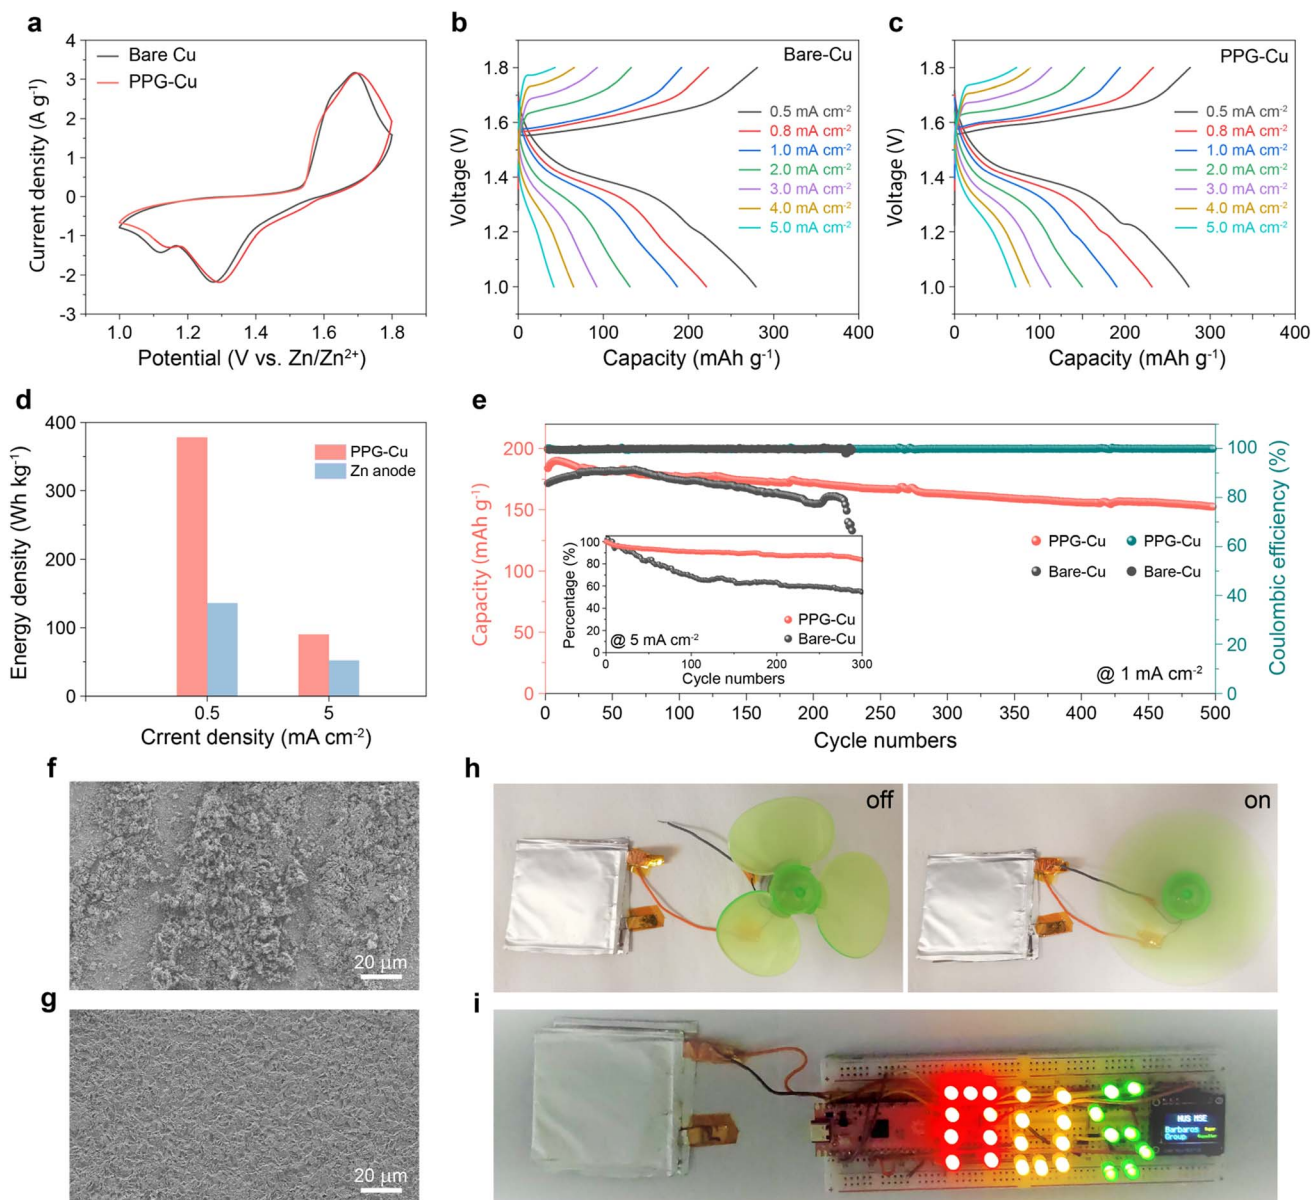 a
4
3
2
1
0
-1
-2
-3
Current density (A g-1)
Bare Cu
PPG-Cu
1.0
1.2
1.4
1.6
1.8
Potential (V vs. Zn/Zn2+)
b
1.8
1.6
1.4
1.2
1.0
Voltage (V)
Bare-Cu
0.5 mA cm-2
0.8 mA cm-2
1.0 mA cm-2
2.0 mA cm-2
3.0 mA cm-2
4.0 mA cm-2
5.0 mA cm-2
0
100
200
300
400
Capacity (mAh g-1)
c
1.8
1.6
1.4
1.2
1.0
Voltage (V)
PPG-Cu
0.5 mA cm-2
0.8 mA cm-2
1.0 mA cm-2
2.0 mA cm-2
3.0 mA cm-2
4.0 mA cm-2
5.0 mA cm-2
0
100
200
300
400
Capacity (mAh g-1)
d
400
300
200
100
0
Energy density (Wh kg-1)
PPG-Cu
Zn anode
0.5
5
Crrent density (mA cm-2)
e
200
150
100
50
0
Capacity (mAh g-1)
100
80
60
40
20
0
Coulombic efficiency (%)
PPG-Cu
PPG-Cu
Bare-Cu
Bare-Cu
@ 1 mA cm-2
100
80
60
40
20
0
Percentage (%)
PPG-Cu
Bare-Cu
@ 5 mA cm-2
0
100
200
300
Cycle numbers
0
50
100
150
200
250
300
350
400
450
500
Cycle numbers
f
20 μm
g
20 μm
h
off
on
i
NUS MSE
Barbaros
Group